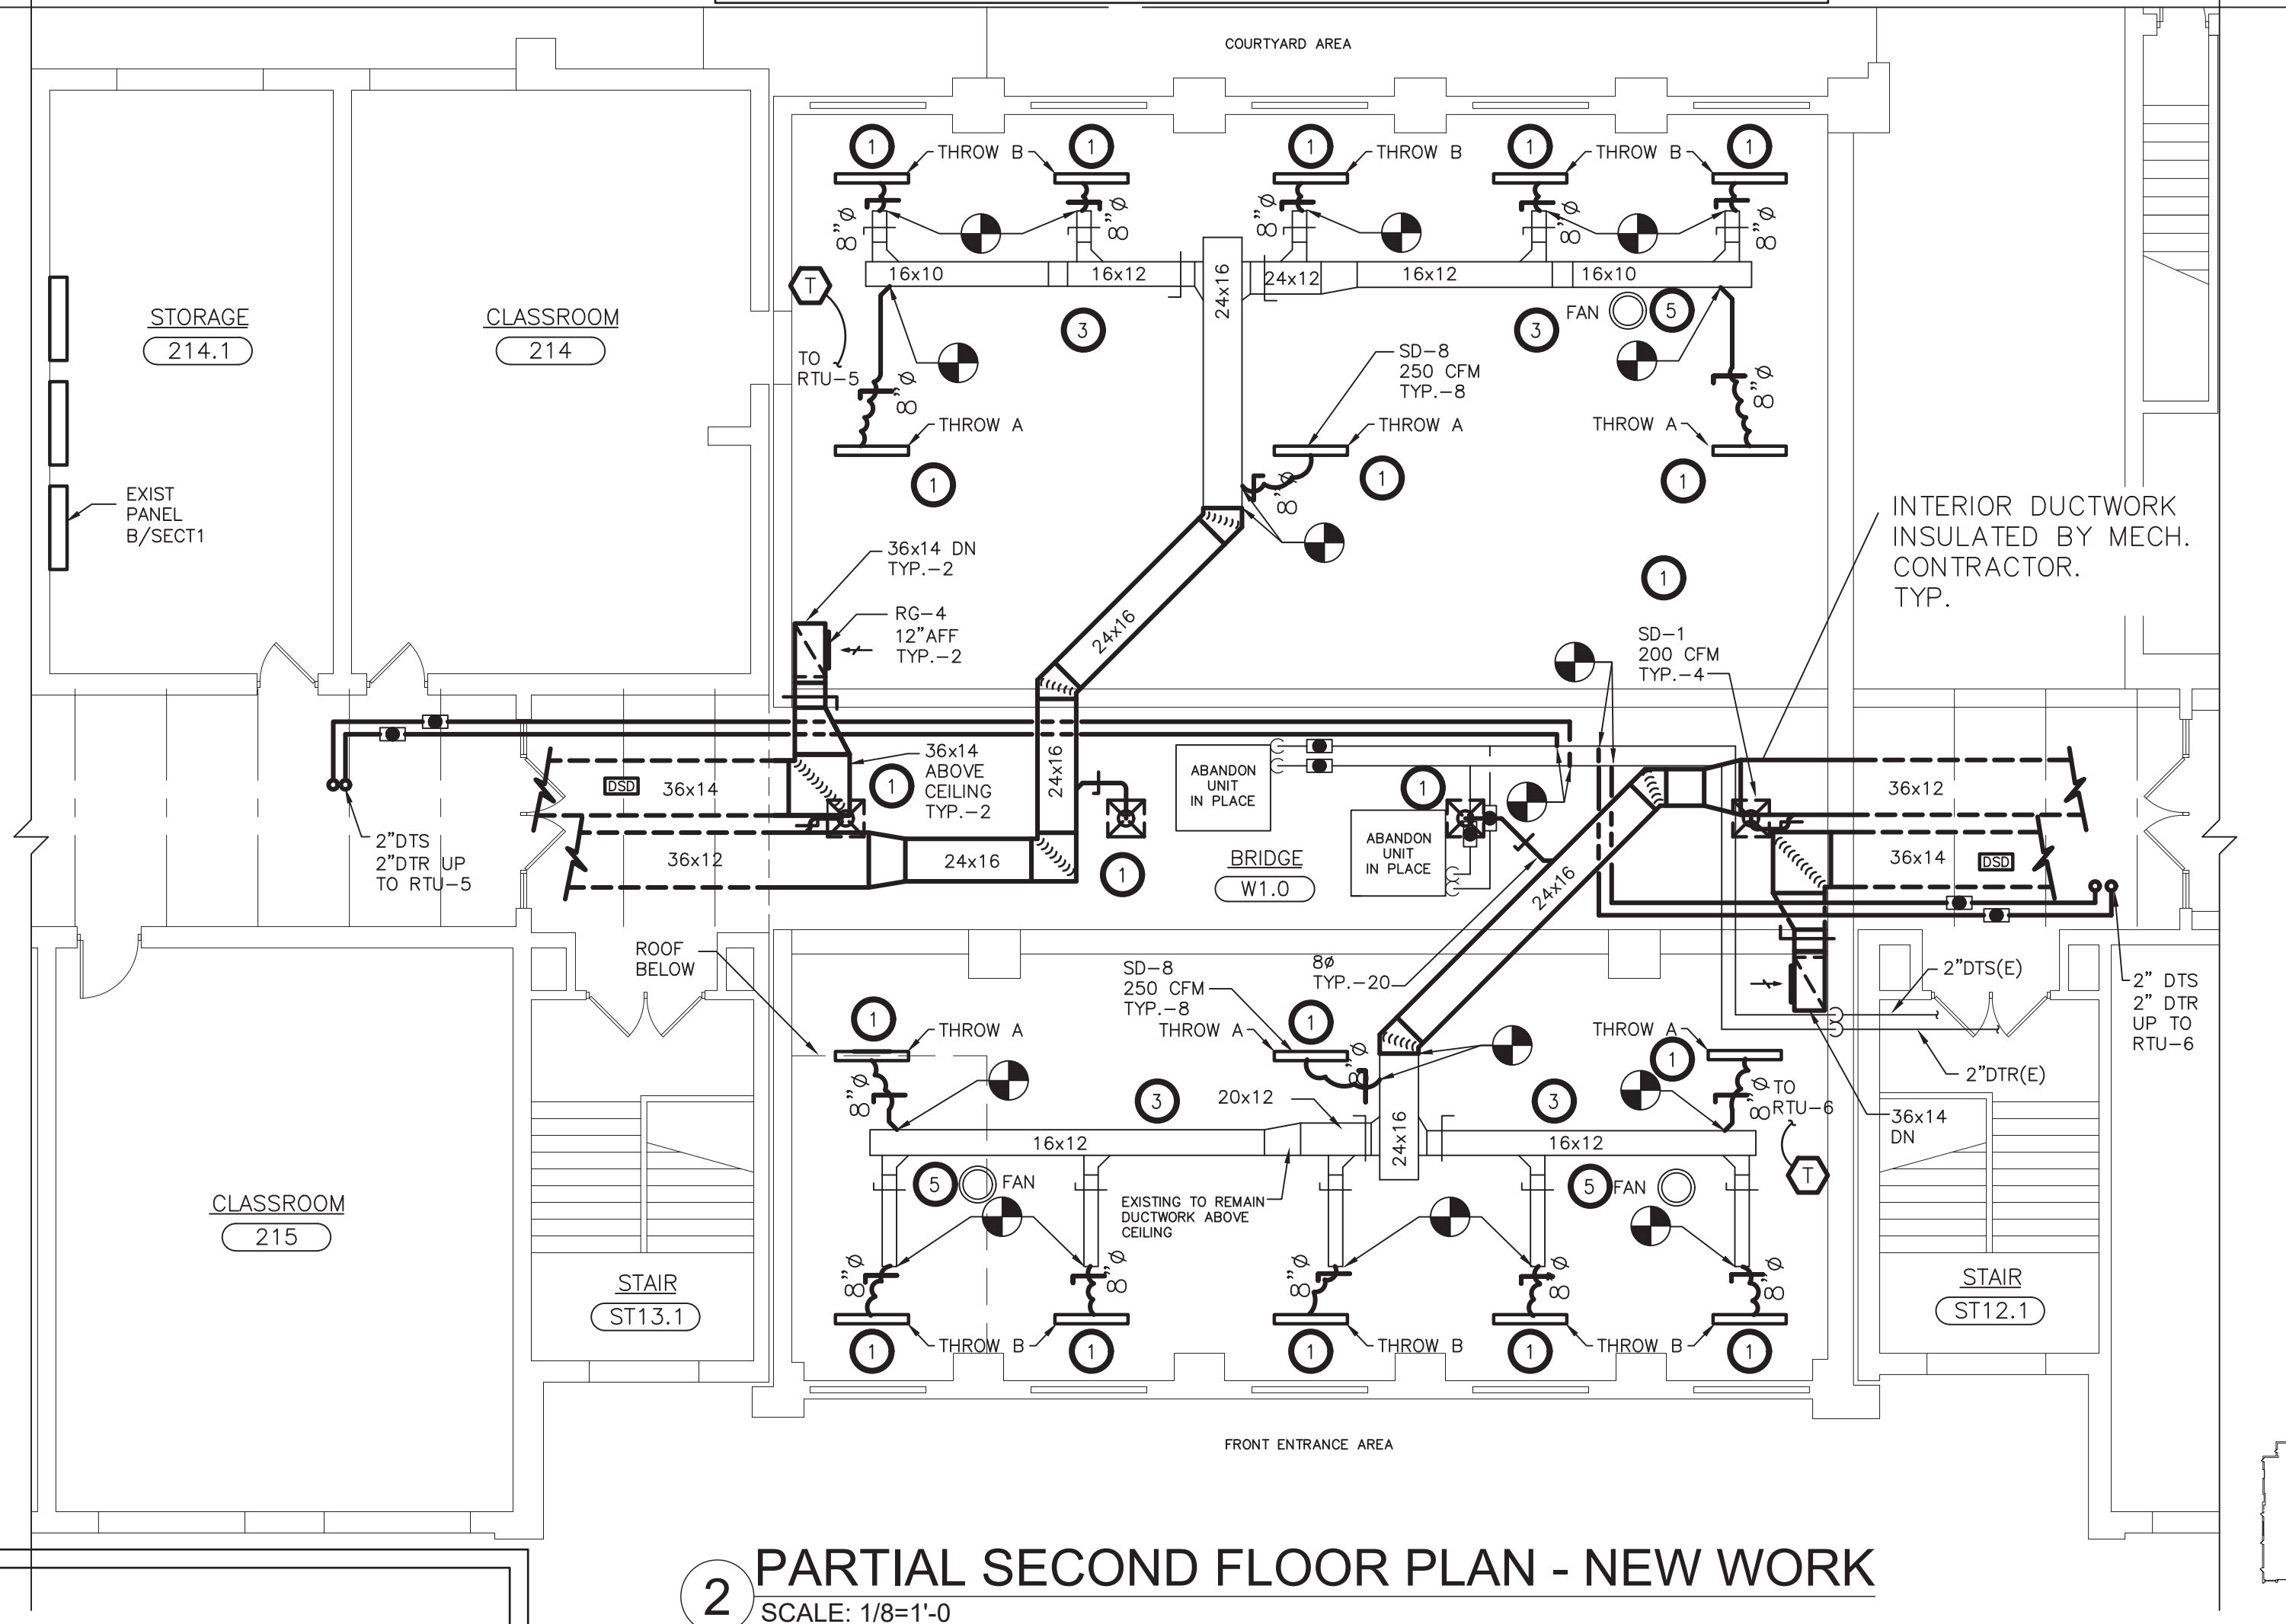 COURTYARD AREA
1
1
1
1
1
THROW B
THROW B
THROW B
8"Ø
8"Ø
8"Ø
8"Ø
8"Ø
16x10
16x12
24x16
24x12
16x12
16x10
T
TO
RTU-5
3
3
FAN
5
STORAGE
214.1
CLASSROOM
214
SD-8
250 CFM
TYP.-8
8"Ø
8"Ø
THROW A
THROW A
THROW A
1
1
1
8"Ø
EXIST
PANEL
B/SECT1
INTERIOR DUCTWORK
INSULATED BY MECH.
CONTRACTOR.
TYP.
36x14 DN
TYP.-2
1
RG-4
12"AFF
TYP.-2
24x16
SD-1
200 CFM
TYP.-4
36x14
ABOVE
CEILING
TYP.-2
1
24x16
ABANDON
UNIT
IN PLACE
1
DSD
36x14
36x12
2"DTS
2"DTR UP
TO RTU-5
36x12
24x16
1
ABANDON
UNIT
IN PLACE
BRIDGE
W1.0
24x16
36x14
DSD
ROOF
BELOW
SD-8
250 CFM
TYP.-8
8ø
TYP.-20
2"DTS(E)
2" DTS
2" DTR
UP TO
RTU-6
1
THROW A
THROW A
1
THROW A
1
2"DTR(E)
8"Ø
8"Ø
8"Ø
TO
RTU-6
3
20x12
3
36x14
DN
16x12
24x16
16x12
T
5
FAN
5
FAN
EXISTING TO REMAIN
DUCTWORK ABOVE
CEILING
CLASSROOM
215
STAIR
ST13.1
STAIR
ST12.1
8"Ø
8"Ø
8"Ø
8"Ø
8"Ø
1
THROW B
1
1
THROW B
1
THROW B
1
FRONT ENTRANCE AREA
2
PARTIAL SECOND FLOOR PLAN - NEW WORK
SCALE: 1/8=1'-0